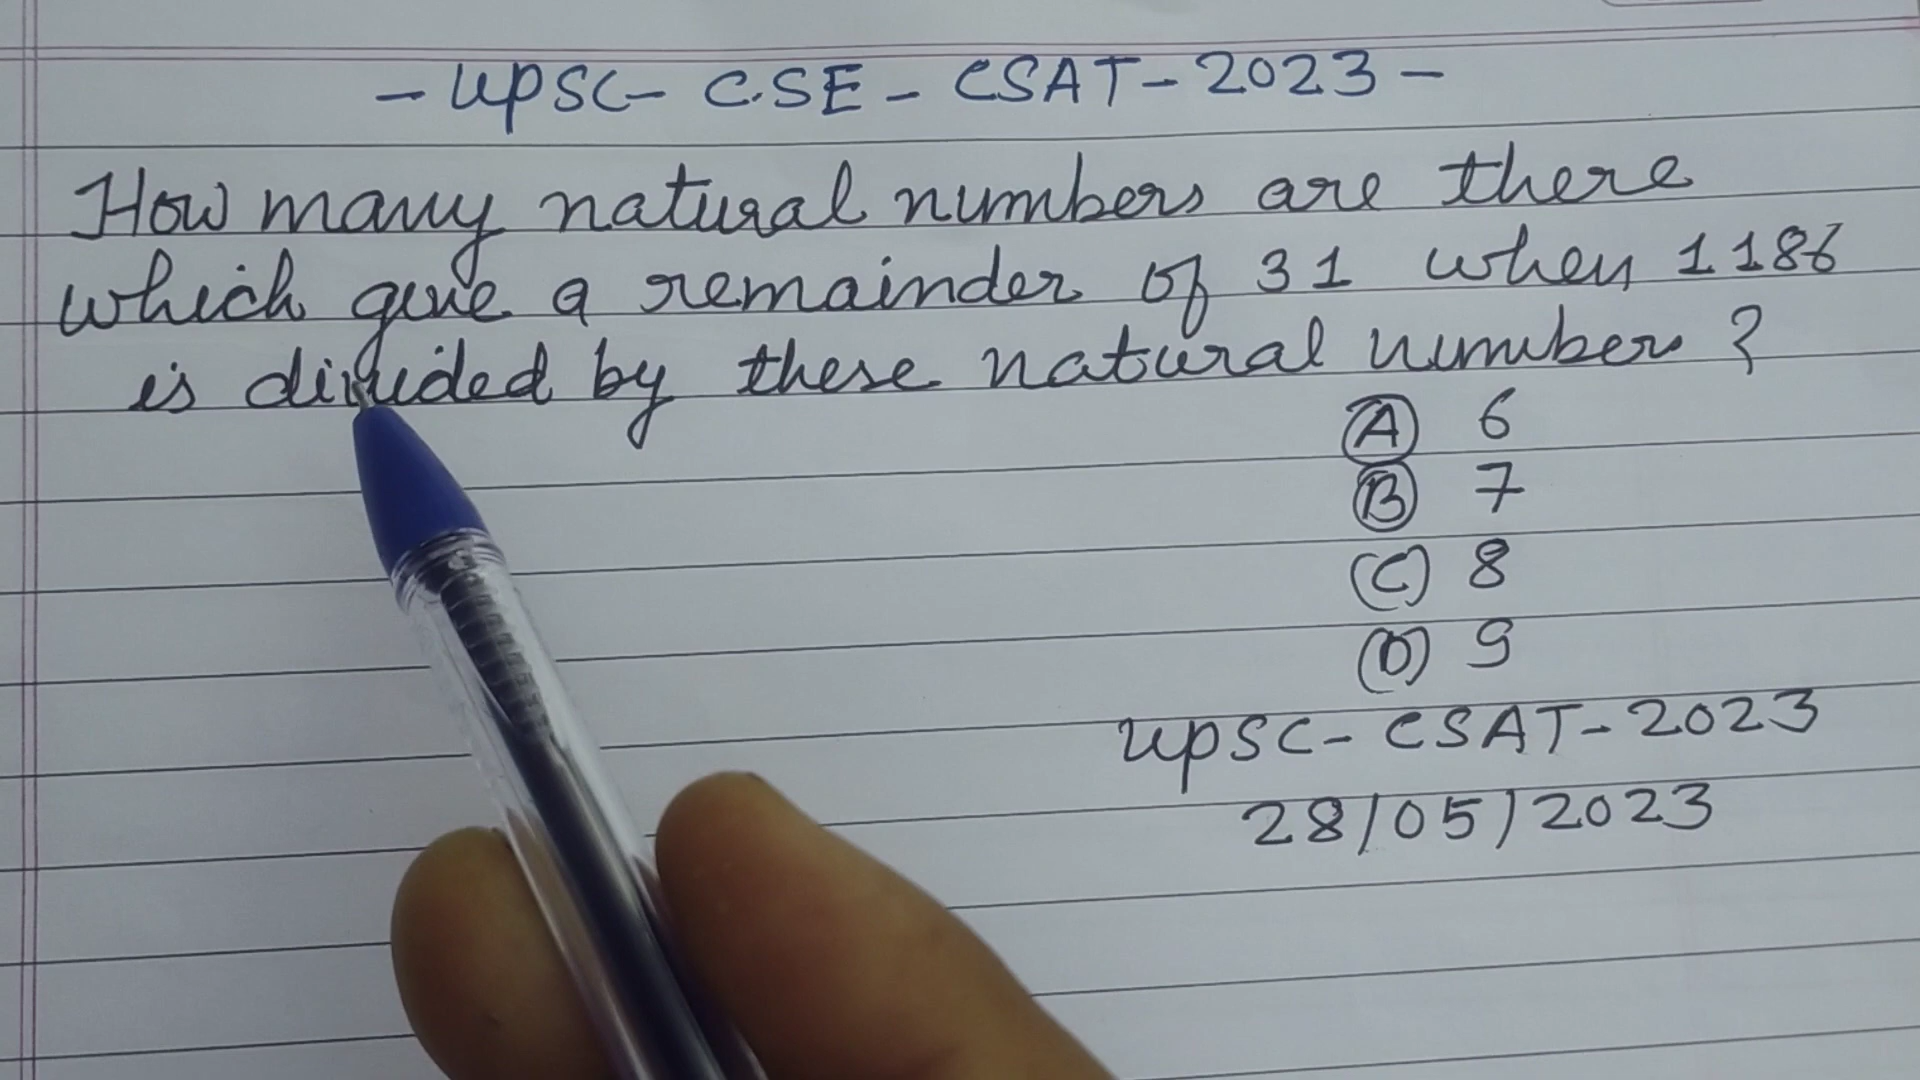 - UPSC - C.SE - CSAT - 2023 -
How many natural numbers are there
which give a remainder of 31 when 1186
is divided by these natural number ?
(A) 6
(B) 7
(C) 8
(D) 9
UPSC - CSAT - 2023
28/05/2023